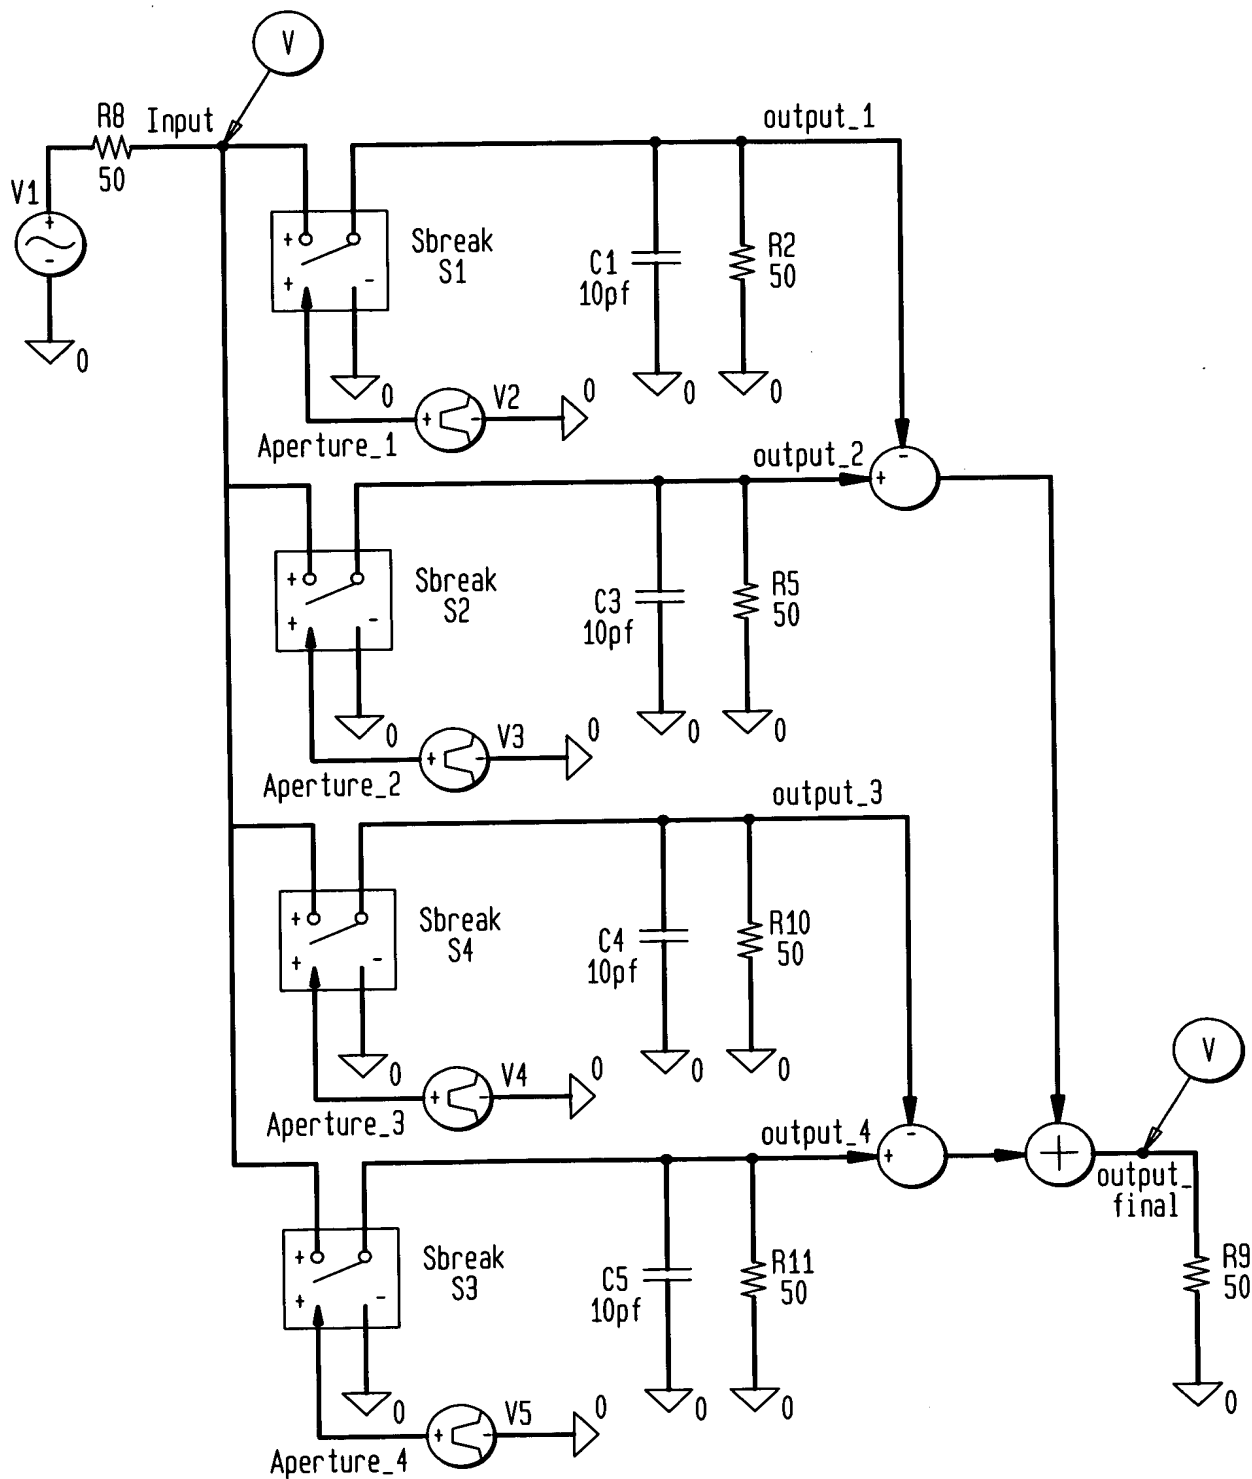 V
R8
Input
50
V1
+
-
0
output_1
+
+
-
Sbreak
S1
C1
10pf
R2
50
0
0
0
0
+
-
V2
Aperture_1
output_2
-
+
+
+
-
Sbreak
S2
C3
10pf
R5
50
0
0
0
0
+
-
V3
Aperture_2
output_3
+
+
-
Sbreak
S4
C4
10pf
R10
50
0
0
0
0
V
+
-
V4
Aperture_3
output_4
-
+
+
output_
final
+
+
-
Sbreak
S3
C5
10pf
R11
50
R9
50
0
0
0
0
0
+
-
V5
Aperture_4